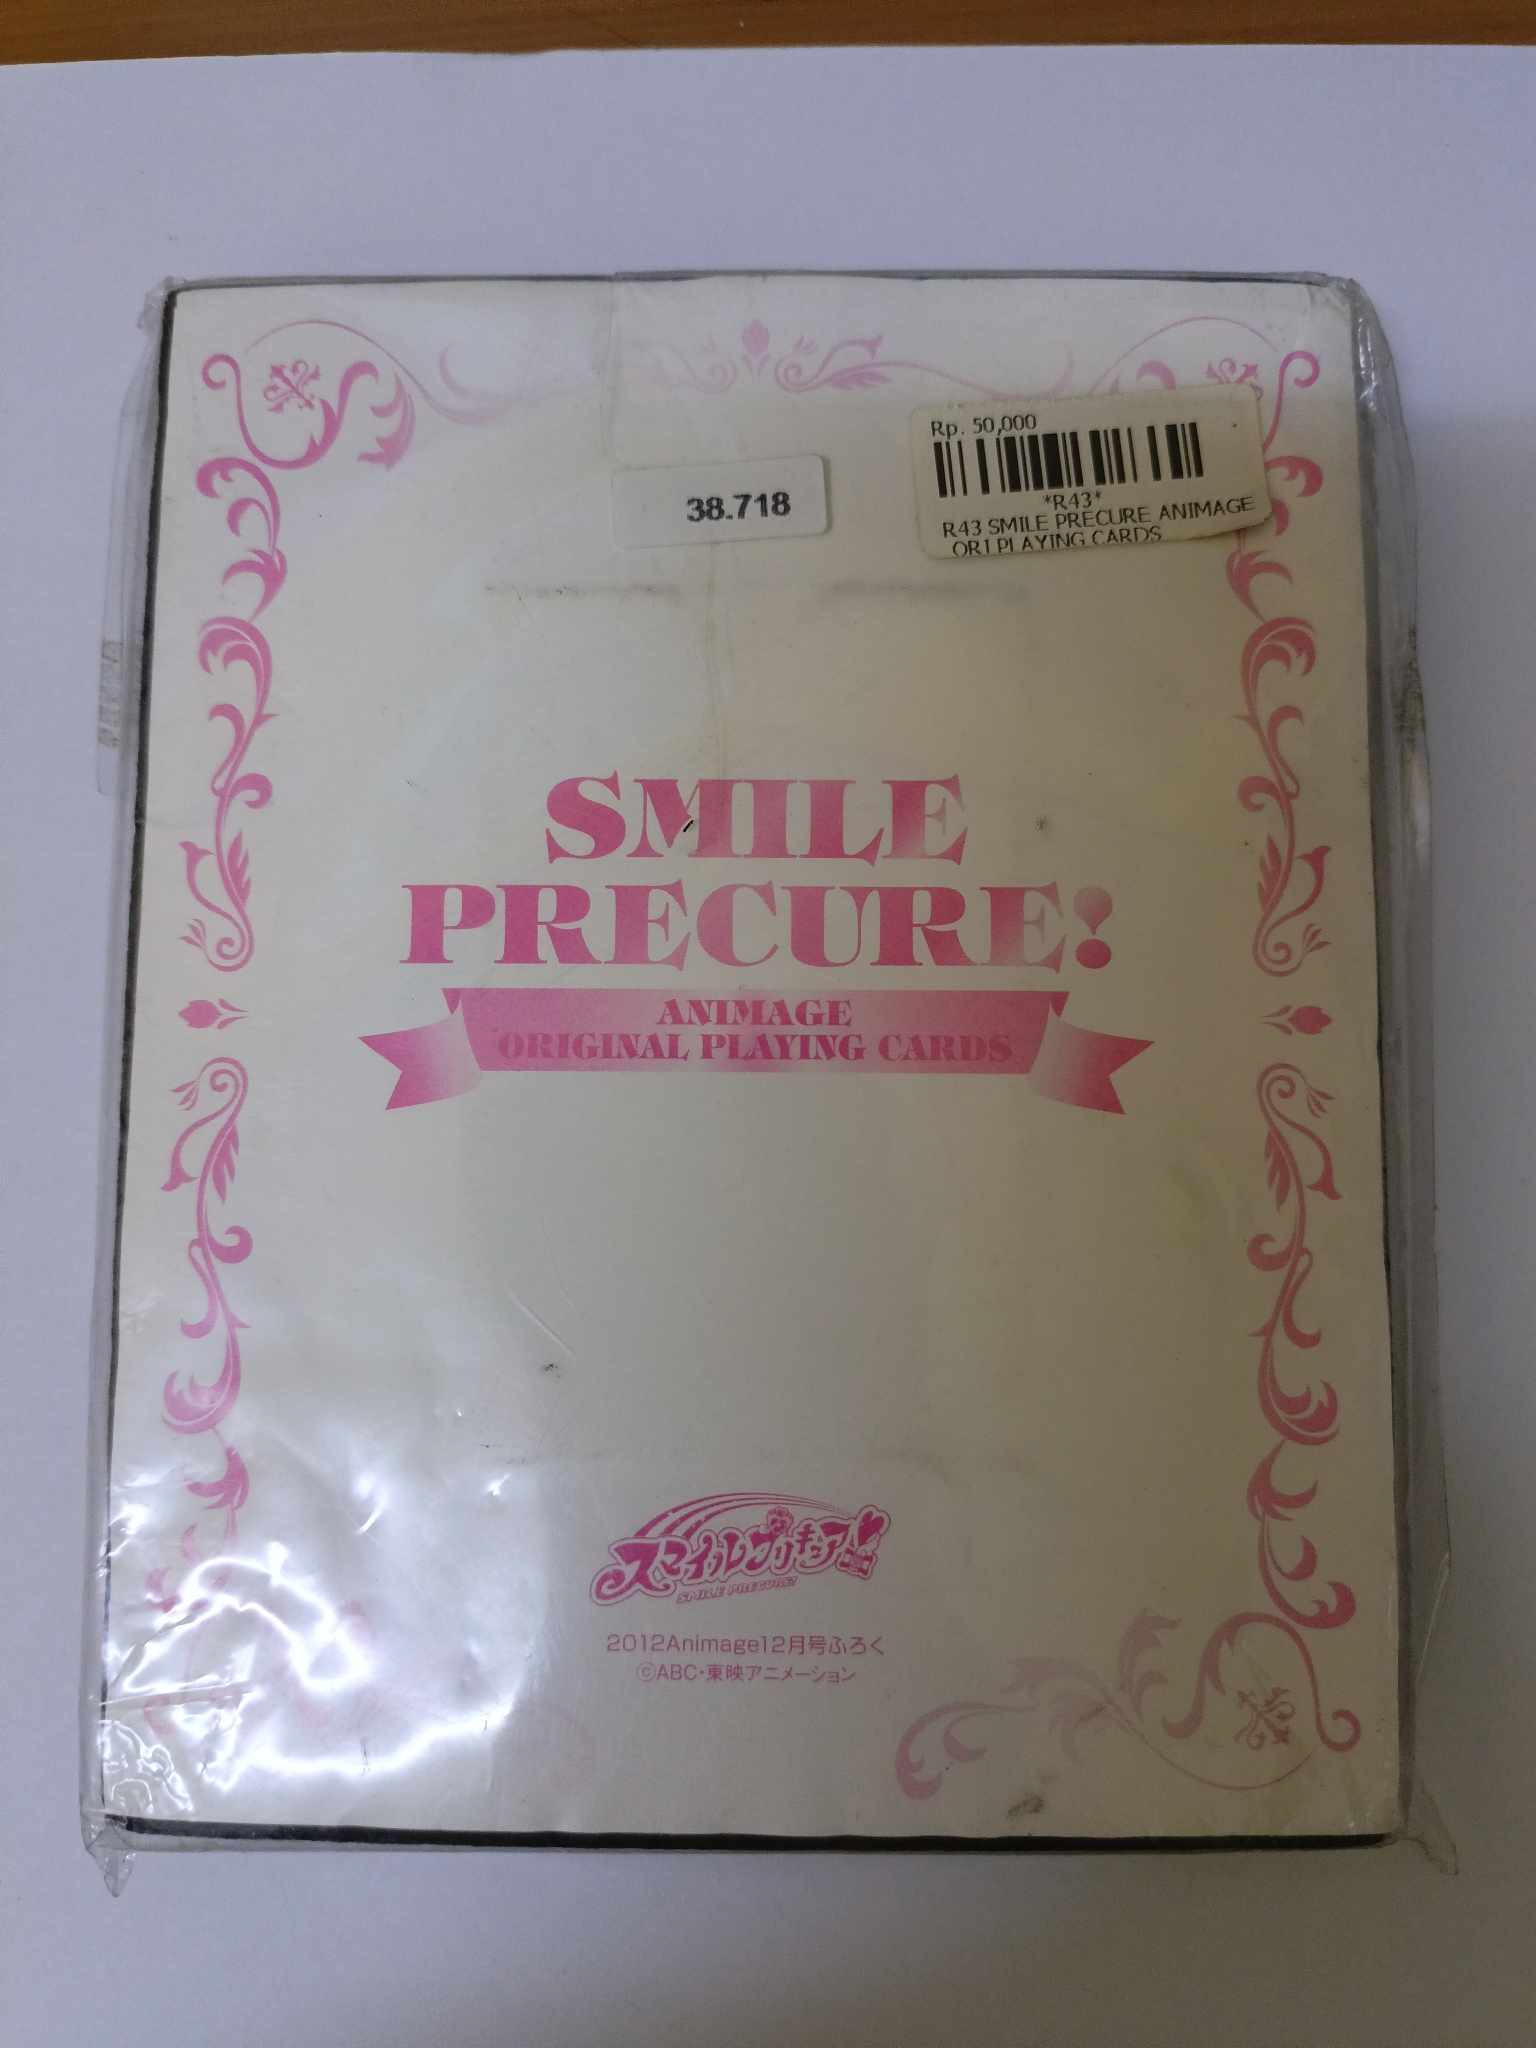 Rp. 50,000
*R43*
R43 SMILE PRECURE ANIMAGE
ORI PLAYING CARDS
38.718
SMILE
PRECURE!
ANIMAGE
ORIGINAL PLAYING CARDS
スマイルプリキュア!
SMILE PRECURE!
2012Animage12月号ふろく
©ABC・東映アニメーション